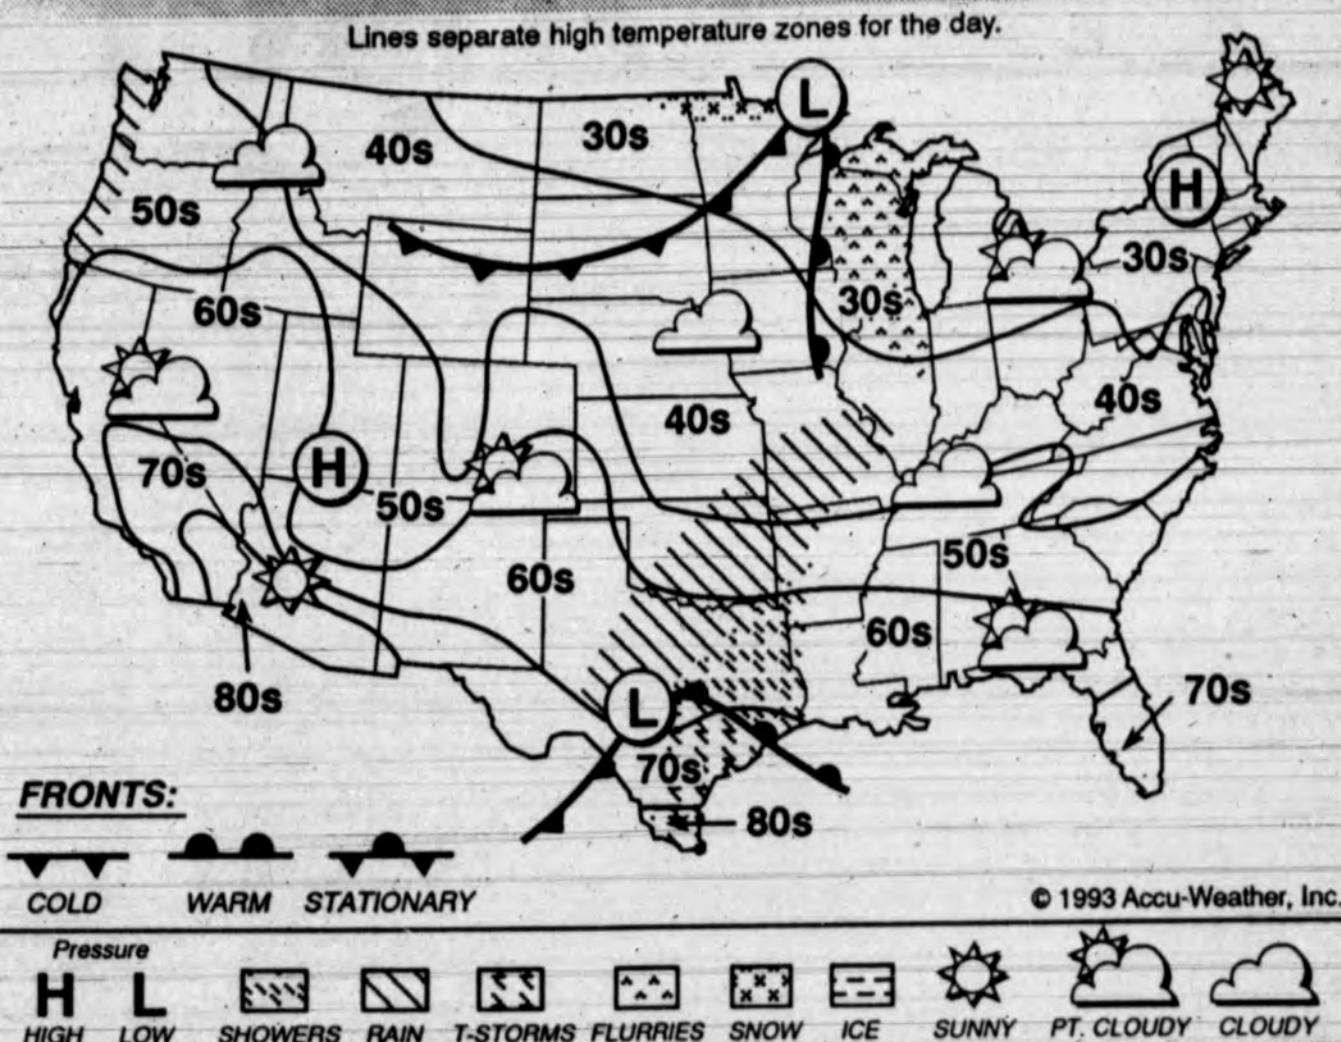 Lines separate high temperature zones for the day.
L
40s
30s
H
50s
30s
60s
30s
40s
40s
70s
H
50s
50s
60s
60s
80s
L
70s
70s
80s
FRONTS:
COLD WARM STATIONARY
© 1993 Accu-Weather, Inc.
Pressure
H L
HIGH LOW SHOWERS RAIN T-STORMS FLURRIES SNOW ICE SUNNY PT. CLOUDY CLOUDY